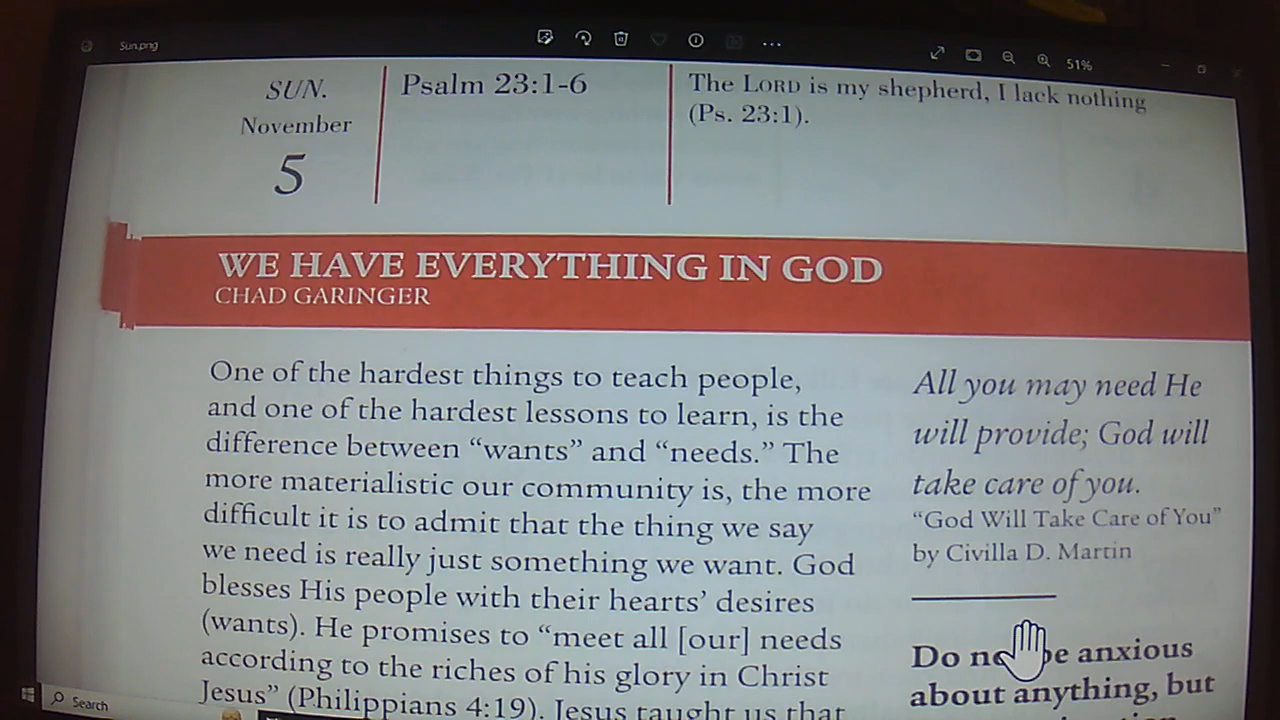 Sun.png
51%
SUN.
November
5
Psalm 23:1-6
The LORD is my shepherd, I lack nothing
(Ps. 23:1).
WE HAVE EVERYTHING IN GOD
CHAD GARINGER
One of the hardest things to teach people,
and one of the hardest lessons to learn, is the
difference between “wants” and “needs.” The
more materialistic our community is, the more
difficult it is to admit that the thing we say
we need is really just something we want. God
blesses His people with their hearts’ desires
(wants). He promises to “meet all [our] needs
according to the riches of his glory in Christ
Jesus” (Philippians 4:19). Jesus taught us that
All you may need He
will provide; God will
take care of you.
“God Will Take Care of You”
by Civilla D. Martin
Do be anxious
about anything, but
Search